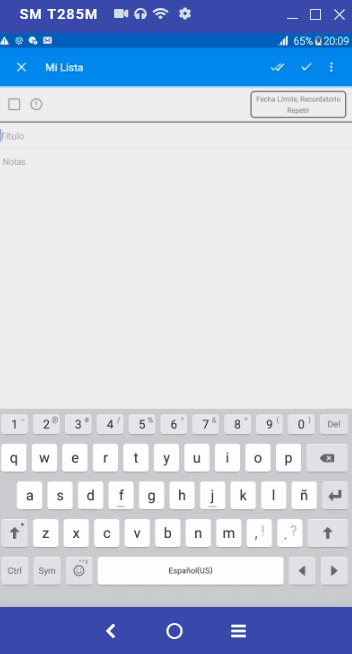 SM T285M
65% 20:09
Mi Lista
Fecha Límite, Recordatorio
Repetir
Título
Notas
1 - 2 @ 3 # 4 / 5 % 6 ^ 7 & 8 * 9 ( 0 ) Del
q w e r t y u i o p
a s d f g h j k l ñ
z x c v b n m , ! . ?
Ctrl Sym Español(US)